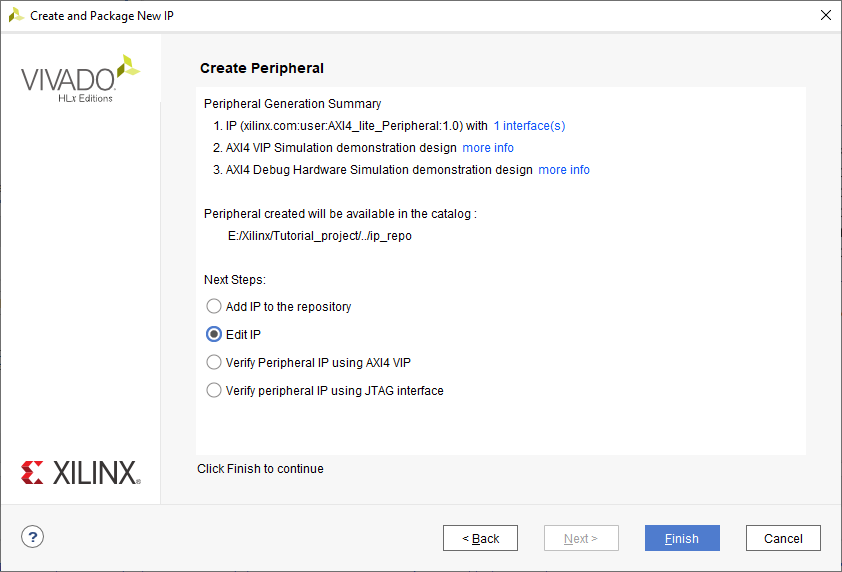 Create and Package New IP
VIVADO.
HLx Editions
Create Peripheral
Peripheral Generation Summary
1. IP (xilinx.com:user:AXI4_lite_Peripheral:1.0) with 1 interface(s)
2. AXI4 VIP Simulation demonstration design more info
3. AXI4 Debug Hardware Simulation demonstration design more info
Peripheral created will be available in the catalog :
E:/Xilinx/Tutorial_project/../ip_repo
Next Steps:
Add IP to the repository
Edit IP
Verify Peripheral IP using AXI4 VIP
Verify peripheral IP using JTAG interface
XILINX®
Click Finish to continue
?
< Back
Next >
Finish
Cancel